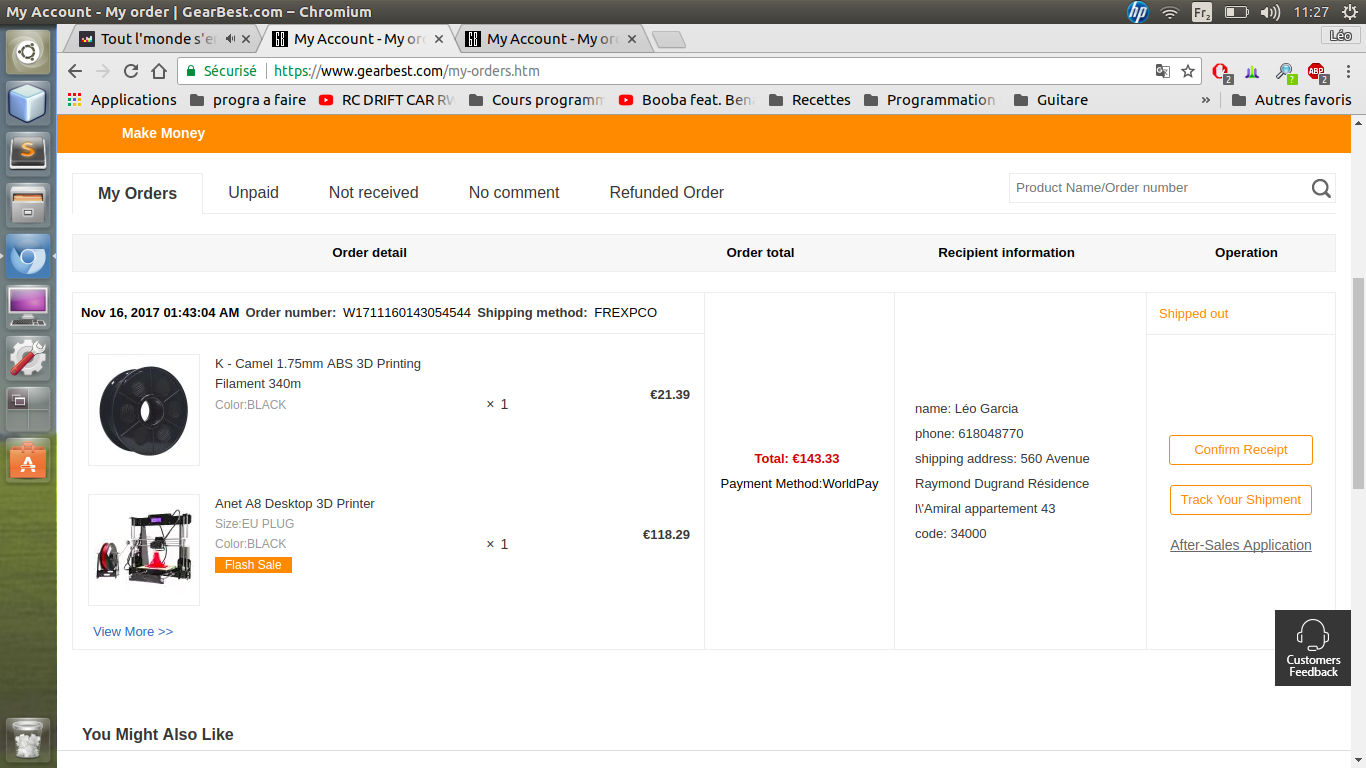 My Account - My order | GearBest.com – Chromium
Fr₂
11:27
Tout l'monde s'e
My Account - My or
My Account - My or
Léo
Sécurisé
https://www.gearbest.com/my-orders.htm
2
?
ABP
2
Applications
progra a faire
RC DRIFT CAR RW
Cours programm
Booba feat. Ben
Recettes
Programmation
Guitare
»
Autres favoris
Make Money
My Orders
Unpaid
Not received
No comment
Refunded Order
Product Name/Order number
Order detail
Order total
Recipient information
Operation
Nov 16, 2017 01:43:04 AM Order number: W1711160143054544 Shipping method: FREXPCO
Shipped out
K - Camel 1.75mm ABS 3D Printing
Filament 340m
Color:BLACK
× 1
€21.39
Anet A8 Desktop 3D Printer
Size:EU PLUG
Color:BLACK
Flash Sale
× 1
€118.29
View More >>
Total: €143.33
Payment Method:WorldPay
name: Léo Garcia
phone: 618048770
shipping address: 560 Avenue
Raymond Dugrand Résidence
l\'Amiral appartement 43
code: 34000
Confirm Receipt
Track Your Shipment
After-Sales Application
Customers
Feedback
You Might Also Like